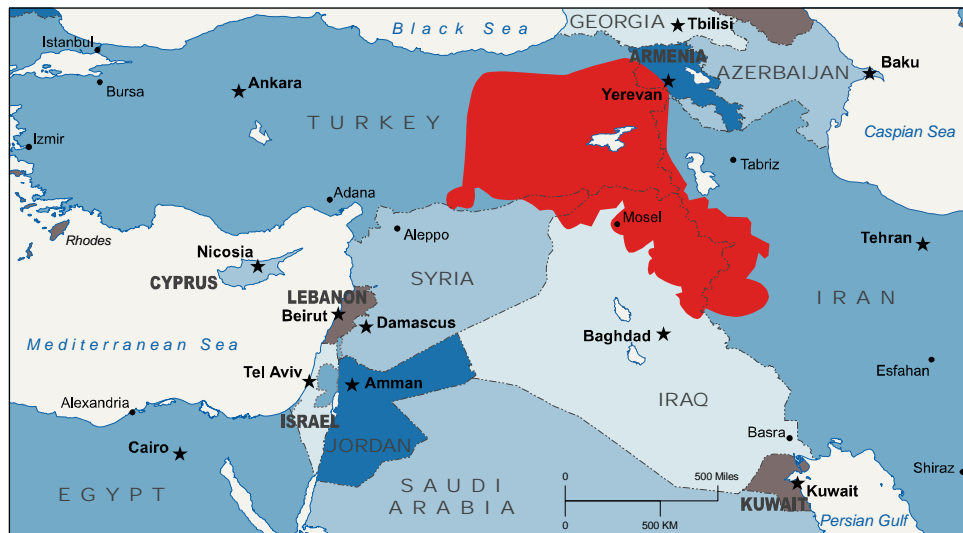 Black Sea
GEORGIA
Tbilisi
Istanbul
ARMENIA
AZERBAIJAN
Baku
Bursa
Ankara
Yerevan
TURKEY
Caspian Sea
Izmir
Tabriz
Adana
Mosel
Rhodes
Aleppo
Tehran
Nicosia
CYPRUS
SYRIA
LEBANON
IRAN
Beirut
Damascus
Baghdad
Mediterranean Sea
Esfahan
Tel Aviv
Amman
IRAQ
Alexandria
ISRAEL
Basra
JORDAN
Cairo
0
500 Miles
Shiraz
EGYPT
SAUDI
ARABIA
KUWAIT
Kuwait
0
500 KM
Persian Gulf